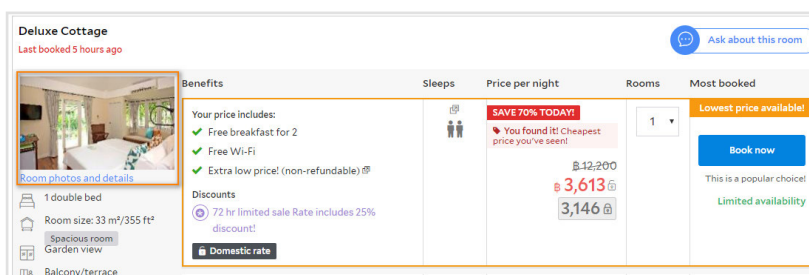 Deluxe Cottage
Last booked 5 hours ago
Ask about this room
Benefits
Sleeps
Price per night
Rooms
Most booked
Room photos and details
1 double bed
Room size: 33 m²/355 ft²
Spacious room
Garden view
Balcony/terrace
Your price includes:
Free breakfast for 2
Free Wi-Fi
Extra low price! (non-refundable)
Discounts
72 hr limited sale Rate includes 25%
discount!
Domestic rate
SAVE 70% TODAY!
You found it! Cheapest
price you've seen!
฿ 12,200
฿ 3,613
3,146
1
Lowest price available!
Book now
This is a popular choice!
Limited availability